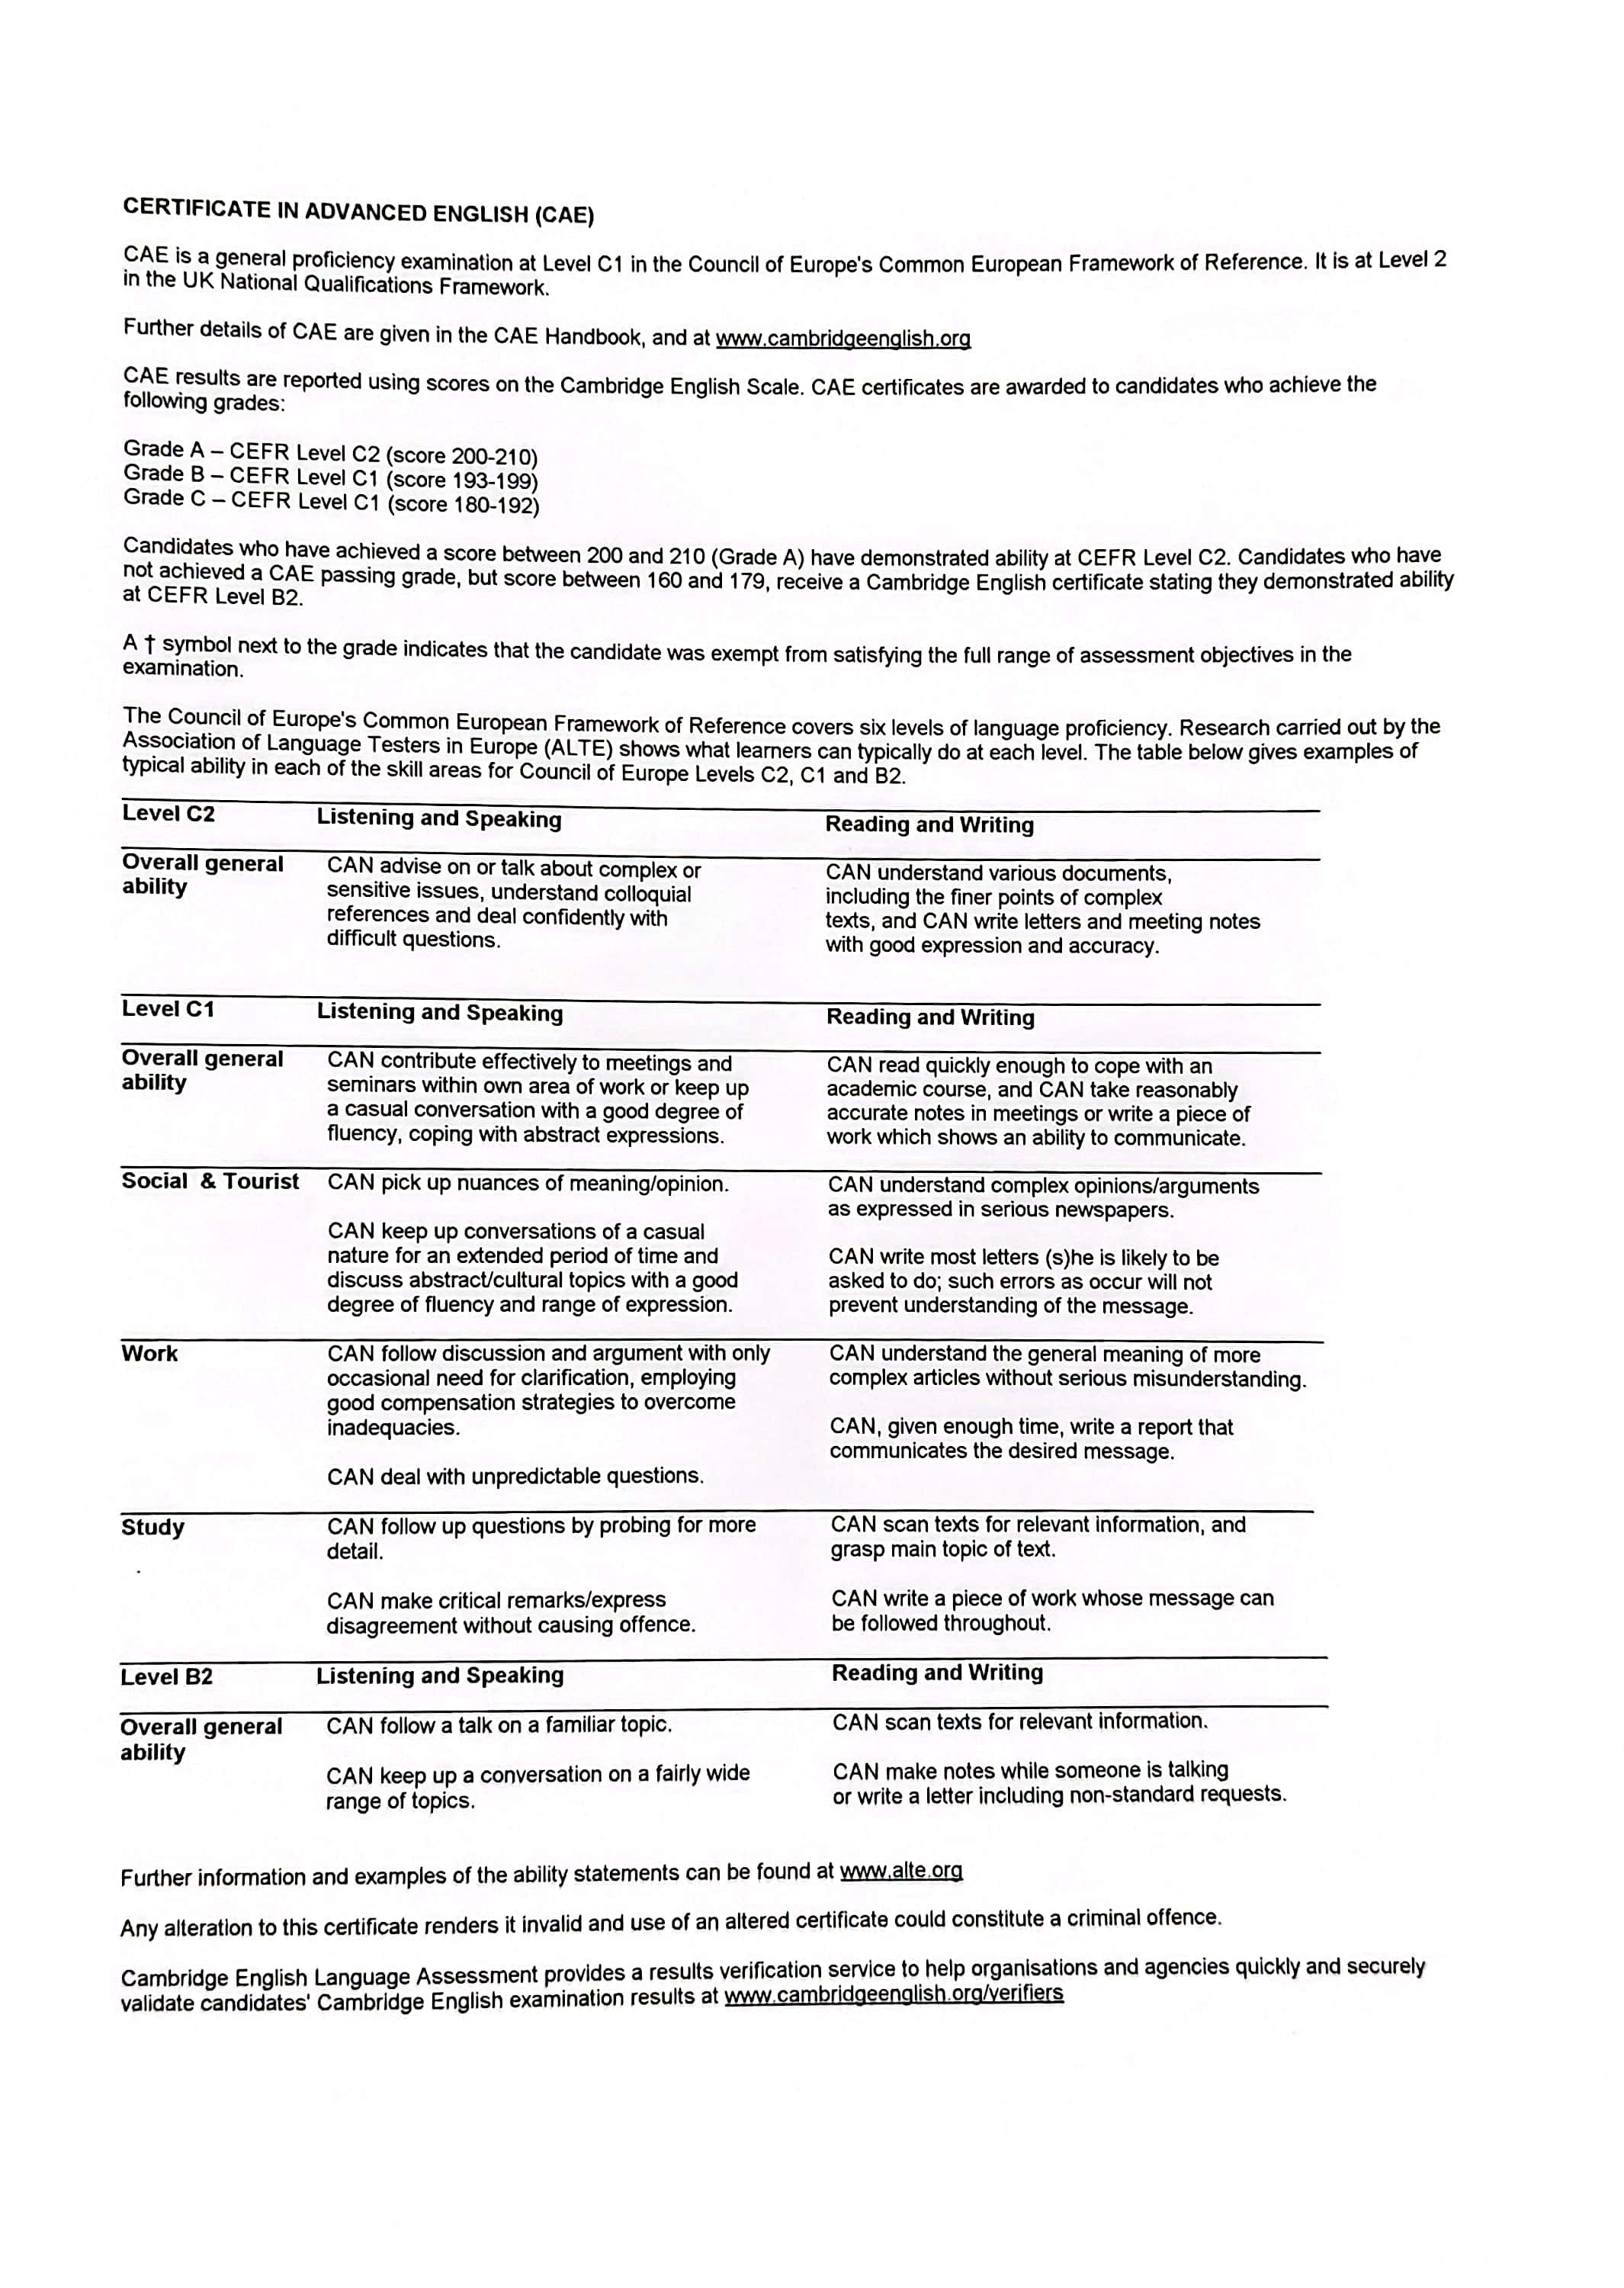 CERTIFICATE IN ADVANCED ENGLISH (CAE)
CAE is a general proficiency examination at Level C1 in the Council of Europe's Common European Framework of Reference. It is at Level 2
in the UK National Qualifications Framework.
Further details of CAE are given in the CAE Handbook, and at www.cambridgeenglish.org
CAE results are reported using scores on the Cambridge English Scale. CAE certificates are awarded to candidates who achieve the
following grades:
Grade A – CEFR Level C2 (score 200-210)
Grade B – CEFR Level C1 (score 193-199)
Grade C – CEFR Level C1 (score 180-192)
Candidates who have achieved a score between 200 and 210 (Grade A) have demonstrated ability at CEFR Level C2. Candidates who have
not achieved a CAE passing grade, but score between 160 and 179, receive a Cambridge English certificate stating they demonstrated ability
at CEFR Level B2.
A † symbol next to the grade indicates that the candidate was exempt from satisfying the full range of assessment objectives in the
examination.
The Council of Europe's Common European Framework of Reference covers six levels of language proficiency. Research carried out by the
Association of Language Testers in Europe (ALTE) shows what learners can typically do at each level. The table below gives examples of
typical ability in each of the skill areas for Council of Europe Levels C2, C1 and B2.
Level C2 Listening and Speaking Reading and Writing
Overall general CAN advise on or talk about complex or CAN understand various documents,
ability sensitive issues, understand colloquial including the finer points of complex
references and deal confidently with texts, and CAN write letters and meeting notes
difficult questions. with good expression and accuracy.
Level C1 Listening and Speaking Reading and Writing
Overall general CAN contribute effectively to meetings and CAN read quickly enough to cope with an
ability seminars within own area of work or keep up academic course, and CAN take reasonably
a casual conversation with a good degree of accurate notes in meetings or write a piece of
fluency, coping with abstract expressions. work which shows an ability to communicate.
Social & Tourist CAN pick up nuances of meaning/opinion. CAN understand complex opinions/arguments
as expressed in serious newspapers.
CAN keep up conversations of a casual
nature for an extended period of time and CAN write most letters (s)he is likely to be
discuss abstract/cultural topics with a good asked to do; such errors as occur will not
degree of fluency and range of expression. prevent understanding of the message.
Work CAN follow discussion and argument with only CAN understand the general meaning of more
occasional need for clarification, employing complex articles without serious misunderstanding.
good compensation strategies to overcome
inadequacies. CAN, given enough time, write a report that
communicates the desired message.
CAN deal with unpredictable questions.
Study CAN follow up questions by probing for more CAN scan texts for relevant information, and
detail. grasp main topic of text.
CAN make critical remarks/express CAN write a piece of work whose message can
disagreement without causing offence. be followed throughout.
Level B2 Listening and Speaking Reading and Writing
Overall general CAN follow a talk on a familiar topic. CAN scan texts for relevant information.
ability
CAN keep up a conversation on a fairly wide CAN make notes while someone is talking
range of topics. or write a letter including non-standard requests.
Further information and examples of the ability statements can be found at www.alte.org
Any alteration to this certificate renders it invalid and use of an altered certificate could constitute a criminal offence.
Cambridge English Language Assessment provides a results verification service to help organisations and agencies quickly and securely
validate candidates' Cambridge English examination results at www.cambridgeenglish.org/verifiers